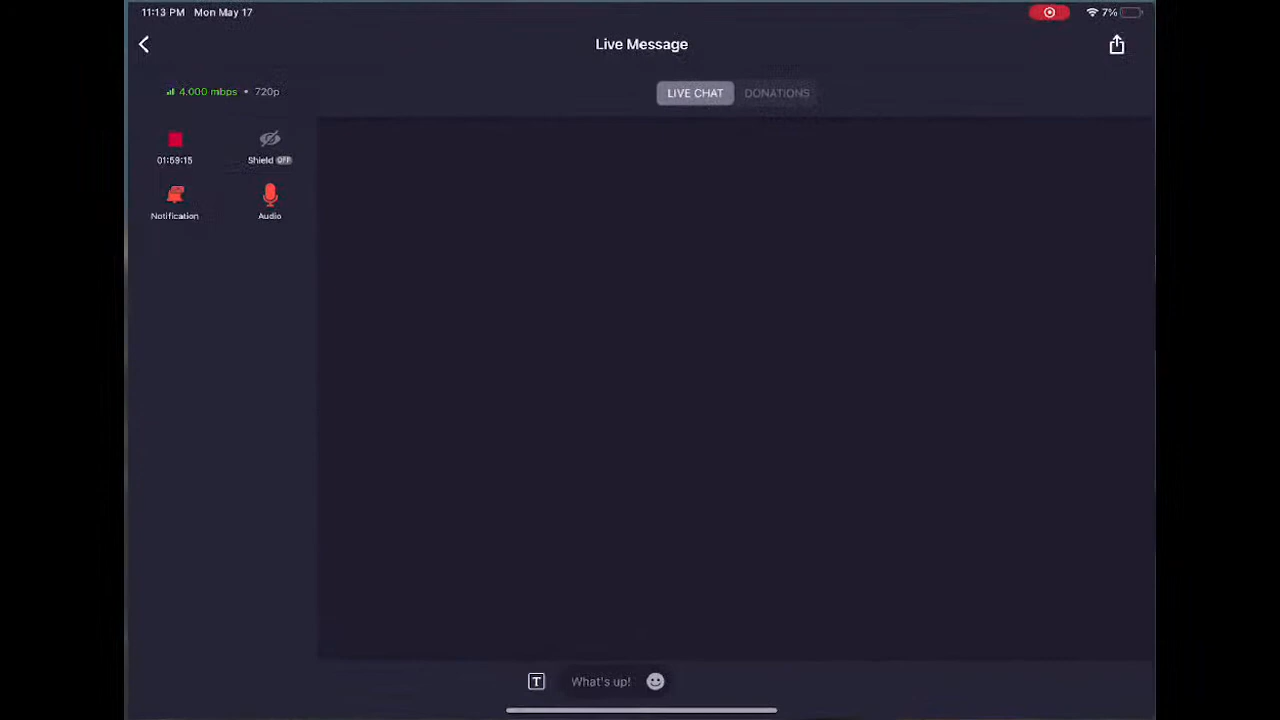 11:13 PM Mon May 17
7%
Live Message
4.000 mbps • 720p
LIVE CHAT
DONATIONS
01:59:15
Shield OFF
Notification
Audio
T
What's up!